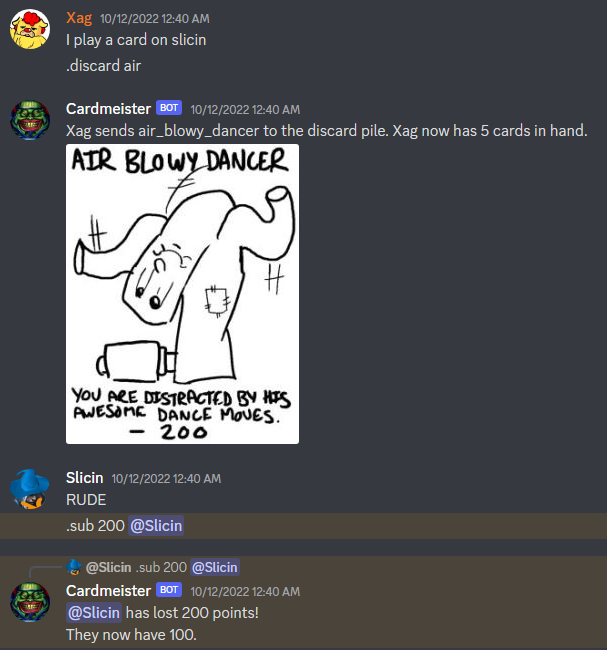 Xag 10/12/2022 12:40 AM
I play a card on slicin
.discard air
Cardmeister BOT 10/12/2022 12:40 AM
Xag sends air_blowy_dancer to the discard pile. Xag now has 5 cards in hand.
AIR BLOWY DANCER
YOU ARE DISTRACTED BY HIS
AWESOME DANCE MOVES.
- 200
Slicin 10/12/2022 12:40 AM
RUDE
.sub 200 @Slicin
@Slicin .sub 200 @Slicin
Cardmeister BOT 10/12/2022 12:40 AM
@Slicin has lost 200 points!
They now have 100.